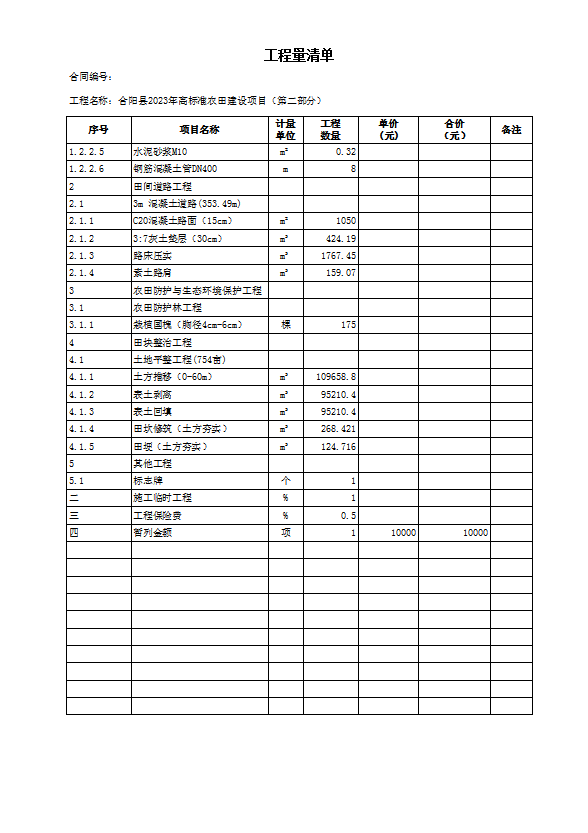 工程量清单
合同编号：
工程名称：合阳县2023年高标准农田建设项目（第二部分）
序号 项目名称 计量单位 工程数量 单价(元) 合价（元） 备注
1.2.2.5 水泥砂浆M10 m³ 0.32
1.2.2.6 钢筋混凝土管DN400 m 8
2 田间道路工程
2.1 3m 混凝土道路(353.49m)
2.1.1 C20混凝土路面（15cm） m² 1050
2.1.2 3:7灰土垫层（30cm） m³ 424.19
2.1.3 路床压实 m² 1767.45
2.1.4 素土路肩 m³ 159.07
3 农田防护与生态环境保护工程
3.1 农田防护林工程
3.1.1 栽植国槐（胸径4cm-6cm） 棵 175
4 田块整治工程
4.1 土地平整工程(754亩)
4.1.1 土方推移（0-60m） m³ 109658.8
4.1.2 表土剥离 m³ 95210.4
4.1.3 表土回填 m³ 95210.4
4.1.4 田坎修筑（土方夯实） m³ 268.421
4.1.5 田埂（土方夯实） m³ 124.716
5 其他工程
5.1 标志牌 个 1
二 施工临时工程 % 1
三 工程保险费 % 0.5
四 暂列金额 项 1 10000 10000